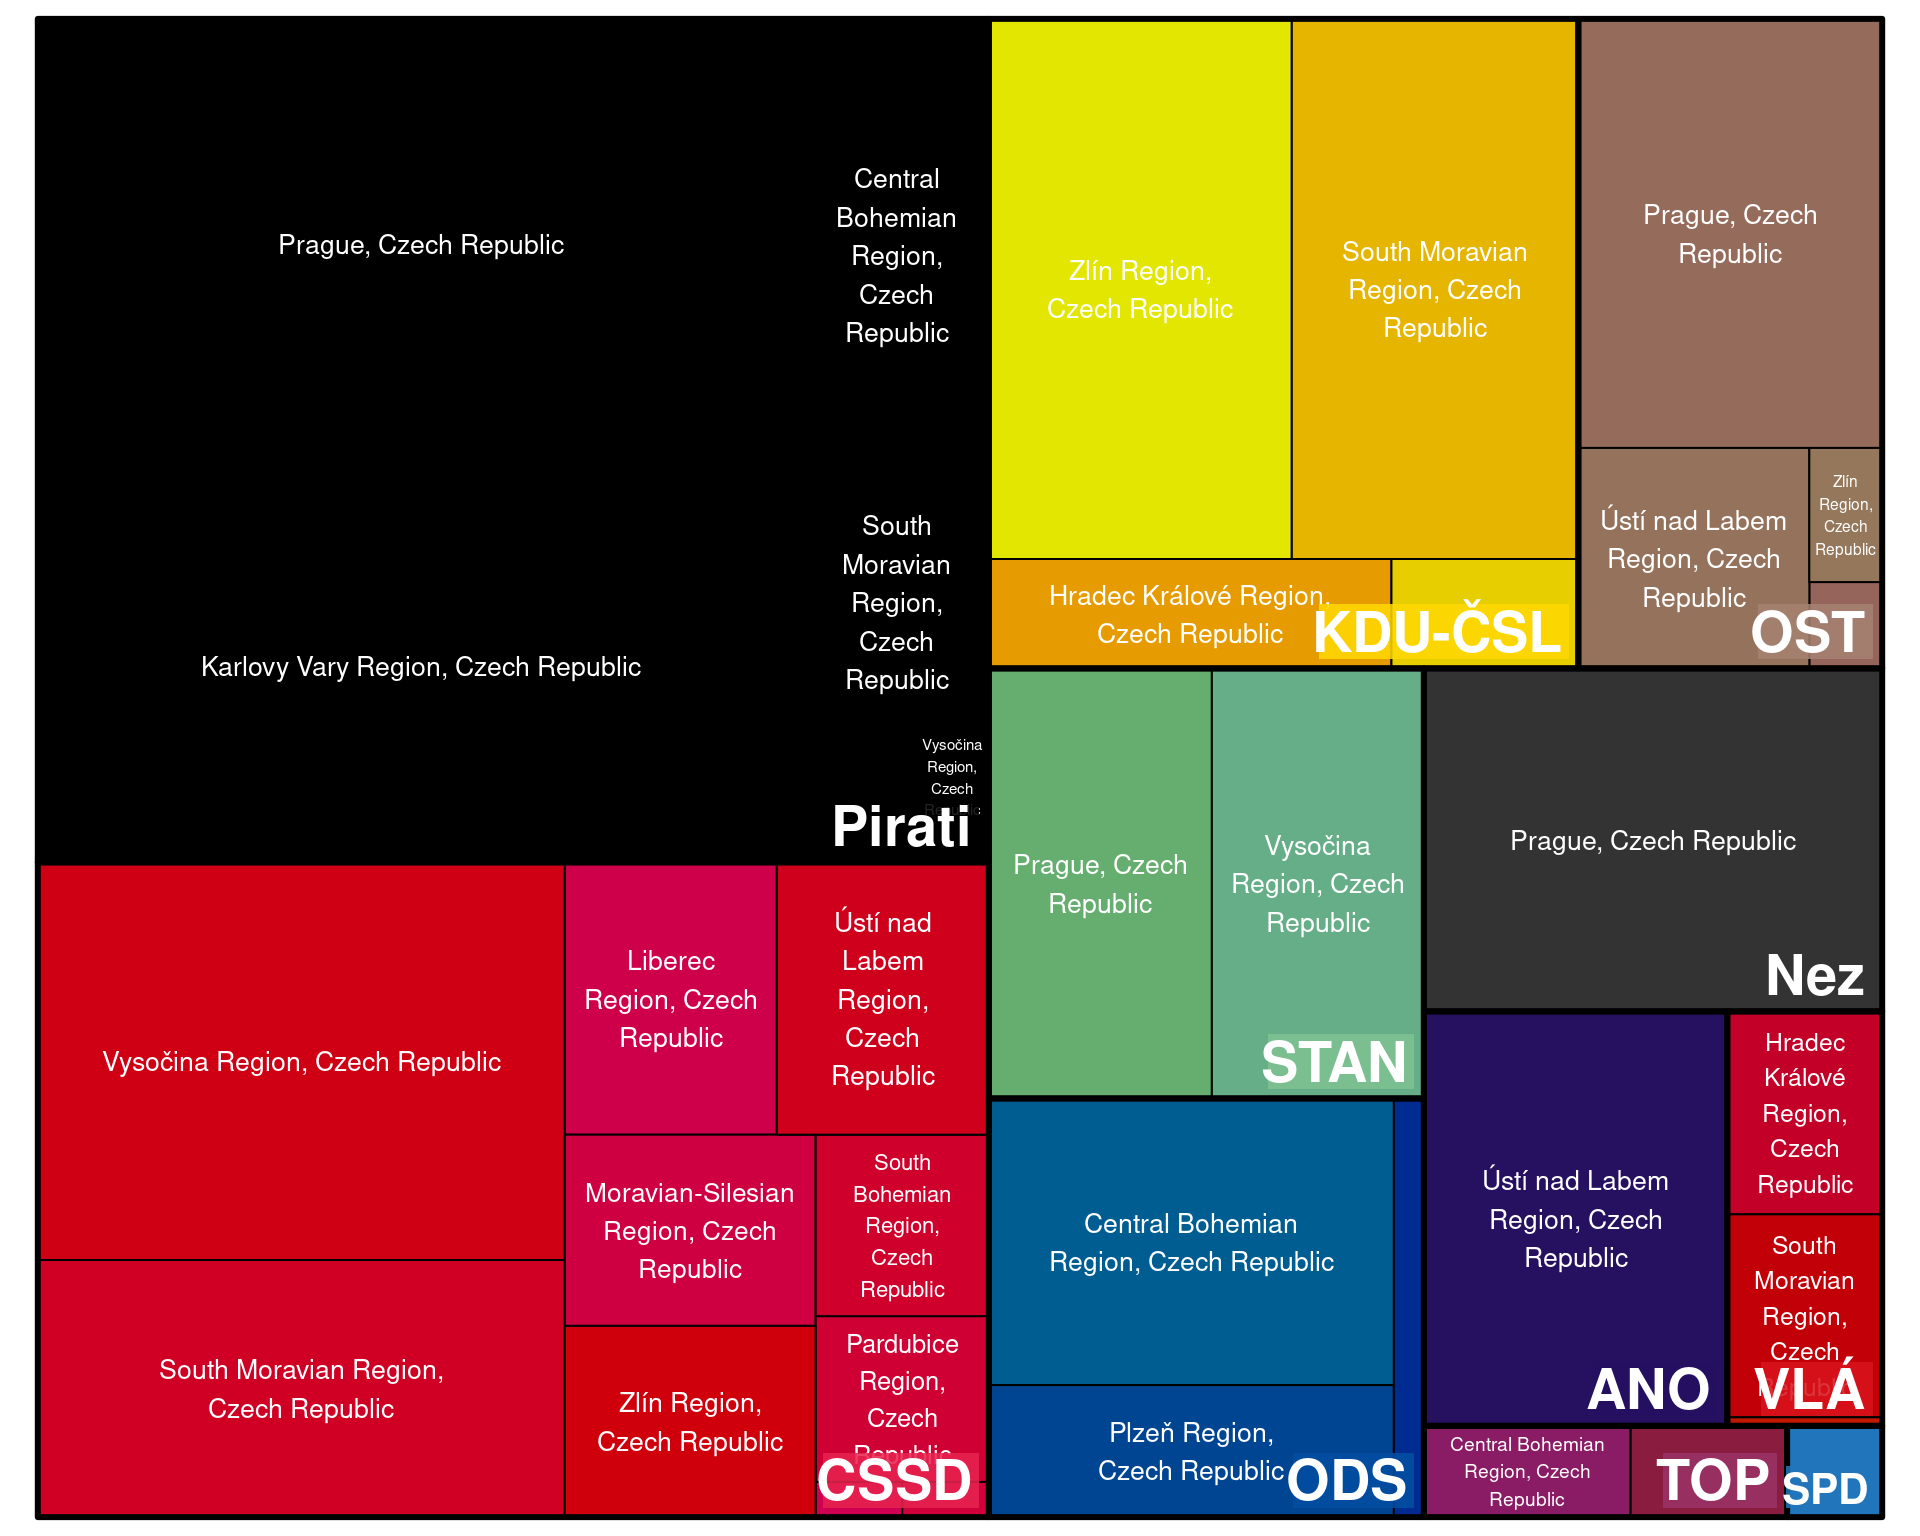 Prague, Czech Republic
Central
Bohemian
Region,
Czech
Republic
Karlovy Vary Region, Czech Republic
South
Moravian
Region,
Czech
Republic
Vysočina
Region,
Czech
Republic
Pirati
Zlín Region,
Czech Republic
South Moravian
Region, Czech
Republic
Hradec Králové Region,
Czech Republic
KDU-ČSL
Prague, Czech
Republic
Ústí nad Labem
Region, Czech
Republic
Zlín
Region,
Czech
Republic
OST
Vysočina Region, Czech Republic
South Moravian Region,
Czech Republic
Liberec
Region, Czech
Republic
Ústí nad
Labem
Region,
Czech
Republic
Moravian-Silesian
Region, Czech
Republic
Zlín Region,
Czech Republic
South
Bohemian
Region,
Czech
Republic
Pardubice
Region,
Czech
Republic
CSSD
Prague, Czech
Republic
Vysočina
Region, Czech
Republic
STAN
Prague, Czech Republic
Nez
Central Bohemian
Region, Czech Republic
Plzeň Region,
Czech Republic
ODS
Ústí nad Labem
Region, Czech
Republic
ANO
Hradec
Králové
Region,
Czech
Republic
South
Moravian
Region,
Czech
Republic
VLÁ
Central Bohemian
Region, Czech
Republic
TOP
SPD